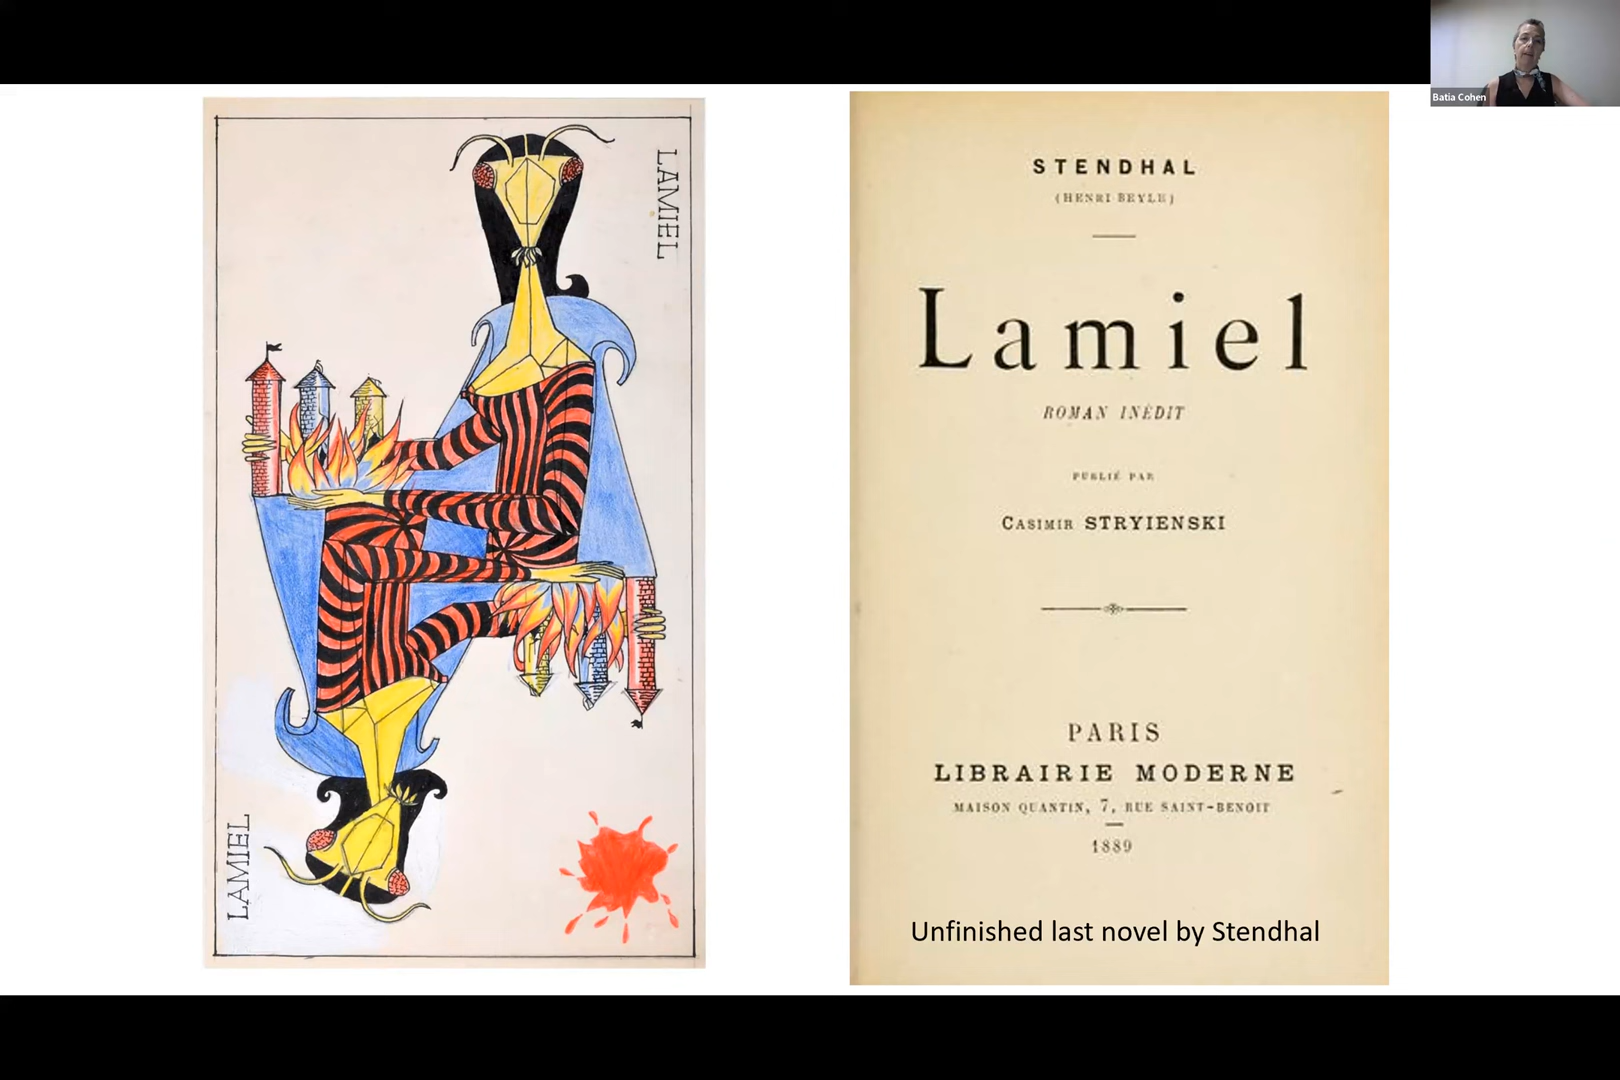 LAMIEL
LAMIEL
STENDHAL
(HENRI BEYLE)
Lamiel
ROMAN INÉDIT
PUBLIÉ PAR
CASIMIR STRYIENSKI
PARIS
LIBRAIRIE MODERNE
MAISON QUANTIN, 7, RUE SAINT-BENOIT
1889
Unfinished last novel by Stendhal
Batia Cohen